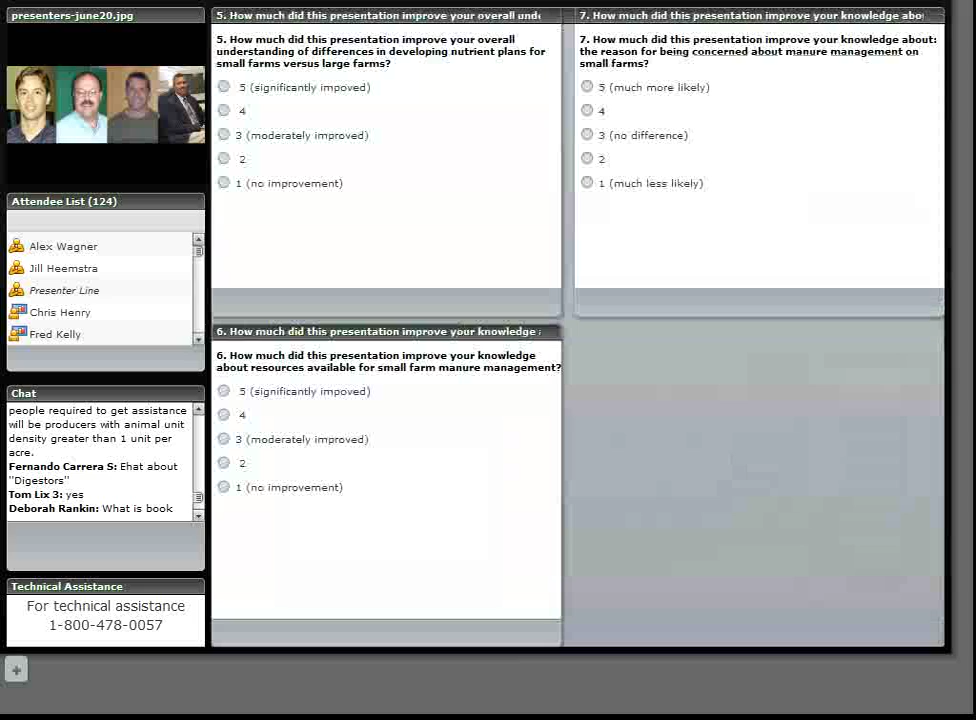 presenters-june20.jpg
Attendee List (124)
Alex Wagner
Jill Heemstra
Presenter Line
Chris Henry
Fred Kelly
Chat
people required to get assistance
will be producers with animal unit
density greater than 1 unit per
acre.
Fernando Carrera S: Ehat about
"Digestors"
Tom Lix 3: yes
Deborah Rankin: What is book
Technical Assistance
For technical assistance
1-800-478-0057
5. How much did this presentation improve your overall und
5. How much did this presentation improve your overall
understanding of differences in developing nutrient plans for
small farms versus large farms?
5 (significantly impoved)
4
3 (moderately improved)
2
1 (no improvement)
6. How much did this presentation improve your knowledge
6. How much did this presentation improve your knowledge
about resources available for small farm manure management?
5 (significantly impoved)
4
3 (moderately improved)
2
1 (no improvement)
7. How much did this presentation improve your knowledge abo
7. How much did this presentation improve your knowledge about:
the reason for being concerned about manure management on
small farms?
5 (much more likely)
4
3 (no difference)
2
1 (much less likely)